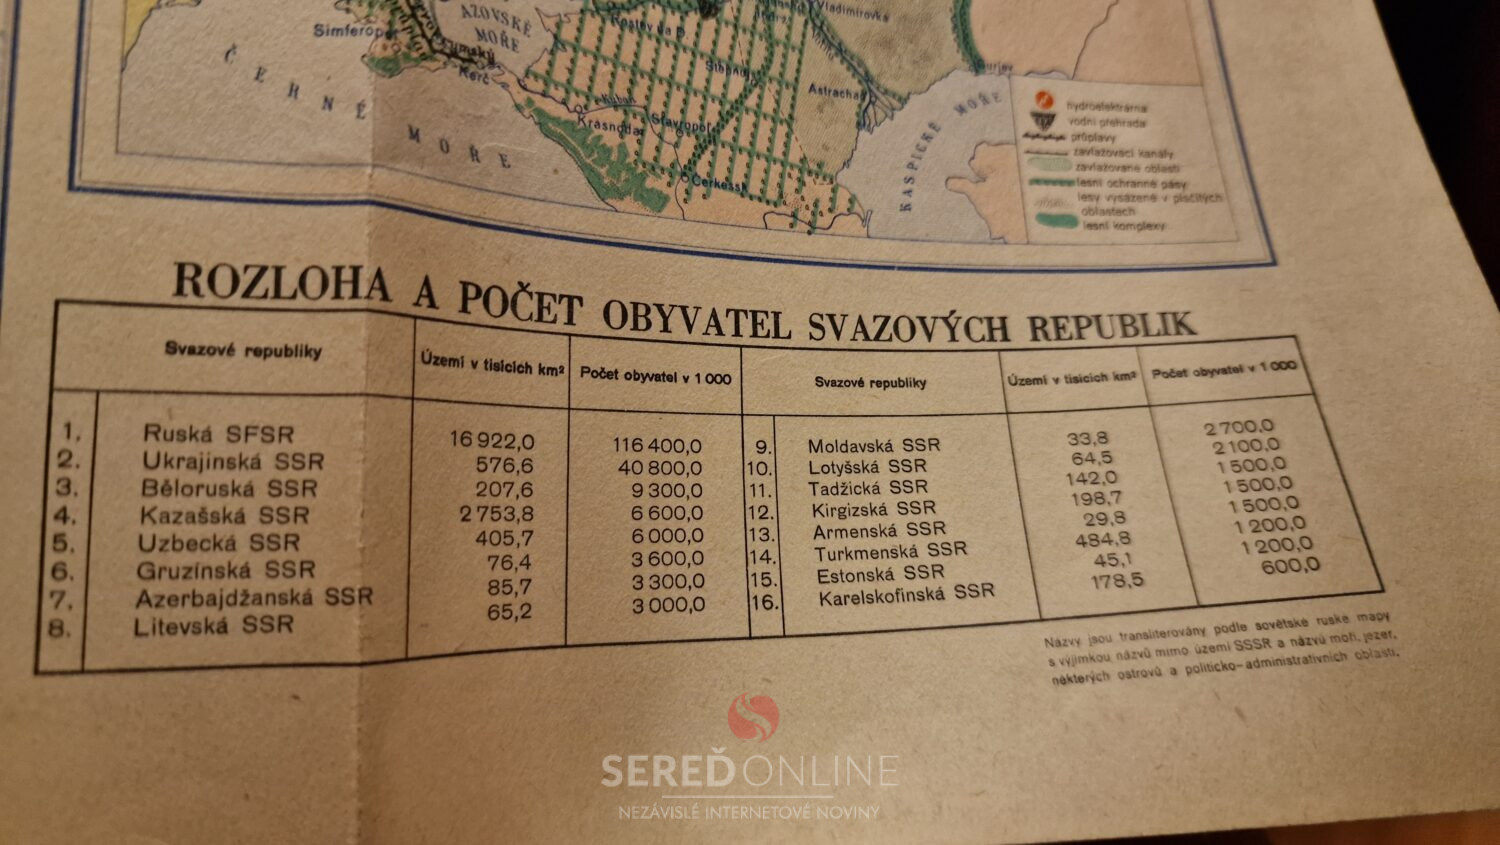 Simferopol
AZOVSKÉ
MOŘE
Krymský
Kerč
ČERNÉ MOŘE
Vladimirovka
Stepnoj
Astrachaň
Kubaň
Krasnodar
Stavropol
Čerkessk
KASPICKÉ MOŘE
hydroelektrárna
vodní přehrada
průplavy
zavlažovací kanály
zavlažované oblasti
lesní ochranné pásy
lesy vysázené v písčitých
oblastech
lesní komplexy
ROZLOHA A POČET OBYVATEL SVAZOVÝCH REPUBLIK
Svazové republiky Území v tisících km² Počet obyvatel v 1 000 Svazové republiky Území v tisících km² Počet obyvatel v 1 000
1. Ruská SFSR 16 922,0 116 400,0 9. Moldavská SSR 33,8 2 700,0
2. Ukrajinská SSR 576,6 40 800,0 10. Lotyšská SSR 64,5 2 100,0
3. Běloruská SSR 207,6 9 300,0 11. Tadžická SSR 142,0 1 500,0
4. Kazašská SSR 2 753,8 6 600,0 12. Kirgizská SSR 198,7 1 500,0
5. Uzbecká SSR 405,7 6 000,0 13. Armenská SSR 29,8 1 500,0
6. Gruzínská SSR 76,4 3 600,0 14. Turkmenská SSR 484,8 1 200,0
7. Azerbajdžanská SSR 85,7 3 300,0 15. Estonská SSR 45,1 1 200,0
8. Litevská SSR 65,2 3 000,0 16. Karelskofinská SSR 178,5 600,0
Názvy jsou transliterovány podle sovětské ruské mapy
s výjimkou názvů mimo území SSSR a názvů moří, jezer,
některých ostrovů a politicko-administrativních oblastí.
SEREĎONLINE
NEZÁVISLÉ INTERNETOVÉ NOVINY